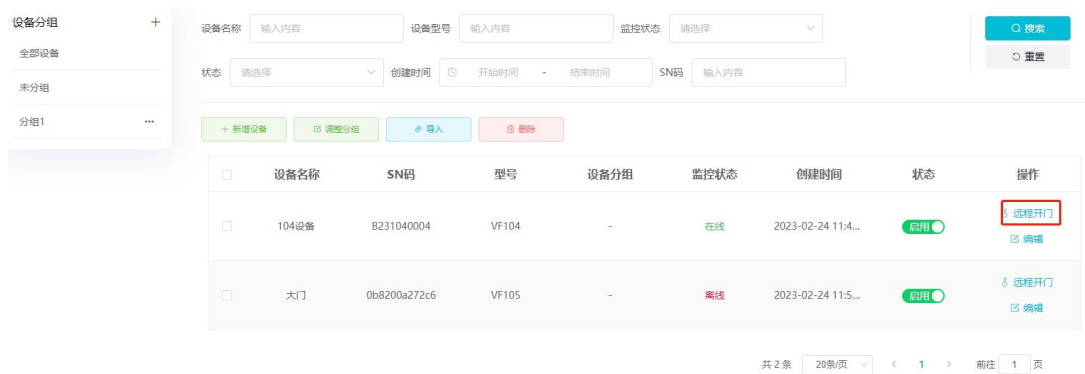 设备分组 +
全部设备
未分组
分组1 ···
设备名称 输入内容 设备型号 输入内容 监控状态 请选择
搜索
状态 请选择 创建时间 开始时间 - 结束时间 SN码 输入内容
重置
+ 新增设备 调整分组 导入 删除
设备名称 SN码 型号 设备分组 监控状态 创建时间 状态 操作
104设备 B231040004 VF104 - 在线 2023-02-24 11:4... 启用 远程开门
编辑
大门 0b8200a272c6 VF105 - 离线 2023-02-24 11:5... 启用 远程开门
编辑
共 2 条 20条/页 < 1 > 前往 1 页